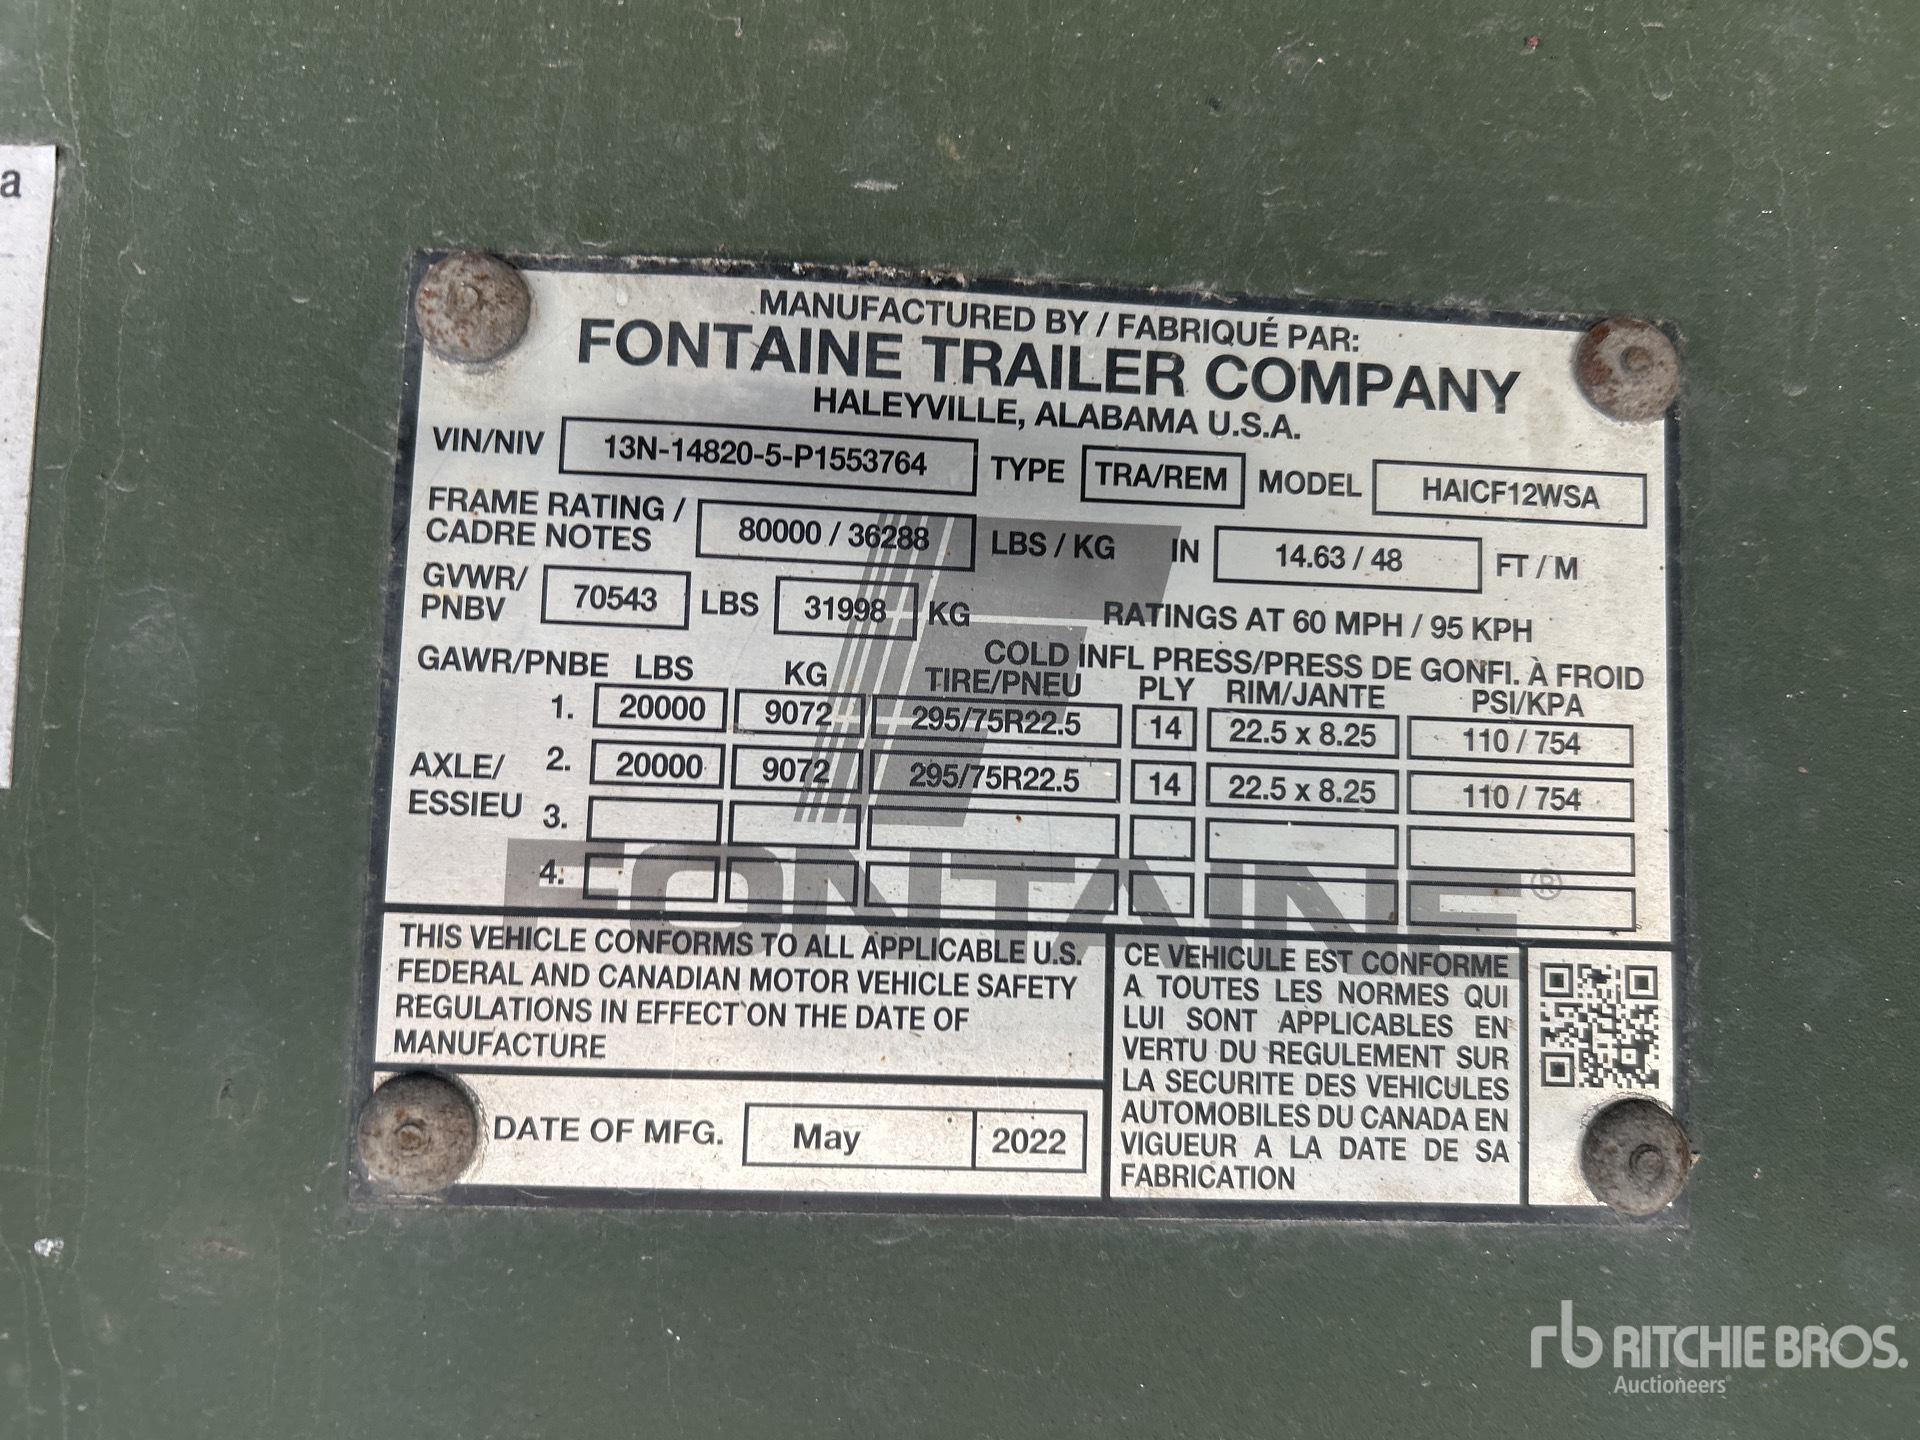 a
MANUFACTURED BY / FABRIQUÉ PAR:
FONTAINE TRAILER COMPANY
HALEYVILLE, ALABAMA U.S.A.
VIN/NIV 13N-14820-5-P1553764 TYPE TRA/REM MODEL HAICF12WSA
FRAME RATING / CADRE NOTES 80000 / 36288 LBS / KG IN 14.63 / 48 FT / M
GVWR/ PNBV 70543 LBS 31998 KG RATINGS AT 60 MPH / 95 KPH
COLD INFL PRESS/PRESS DE GONFI. À FROID
GAWR/PNBE LBS KG TIRE/PNEU PLY RIM/JANTE PSI/KPA
1. 20000 9072 295/75R22.5 14 22.5 x 8.25 110 / 754
AXLE/ ESSIEU
2. 20000 9072 295/75R22.5 14 22.5 x 8.25 110 / 754
3.
4.
FONTAINE ®
THIS VEHICLE CONFORMS TO ALL APPLICABLE U.S.
FEDERAL AND CANADIAN MOTOR VEHICLE SAFETY
REGULATIONS IN EFFECT ON THE DATE OF
MANUFACTURE
DATE OF MFG. May 2022
CE VEHICULE EST CONFORME
A TOUTES LES NORMES QUI
LUI SONT APPLICABLES EN
VERTU DU REGULEMENT SUR
LA SECURITE DES VEHICULES
AUTOMOBILES DU CANADA EN
VIGUEUR A LA DATE DE SA
FABRICATION
rb RITCHIE BROS.
Auctioneers